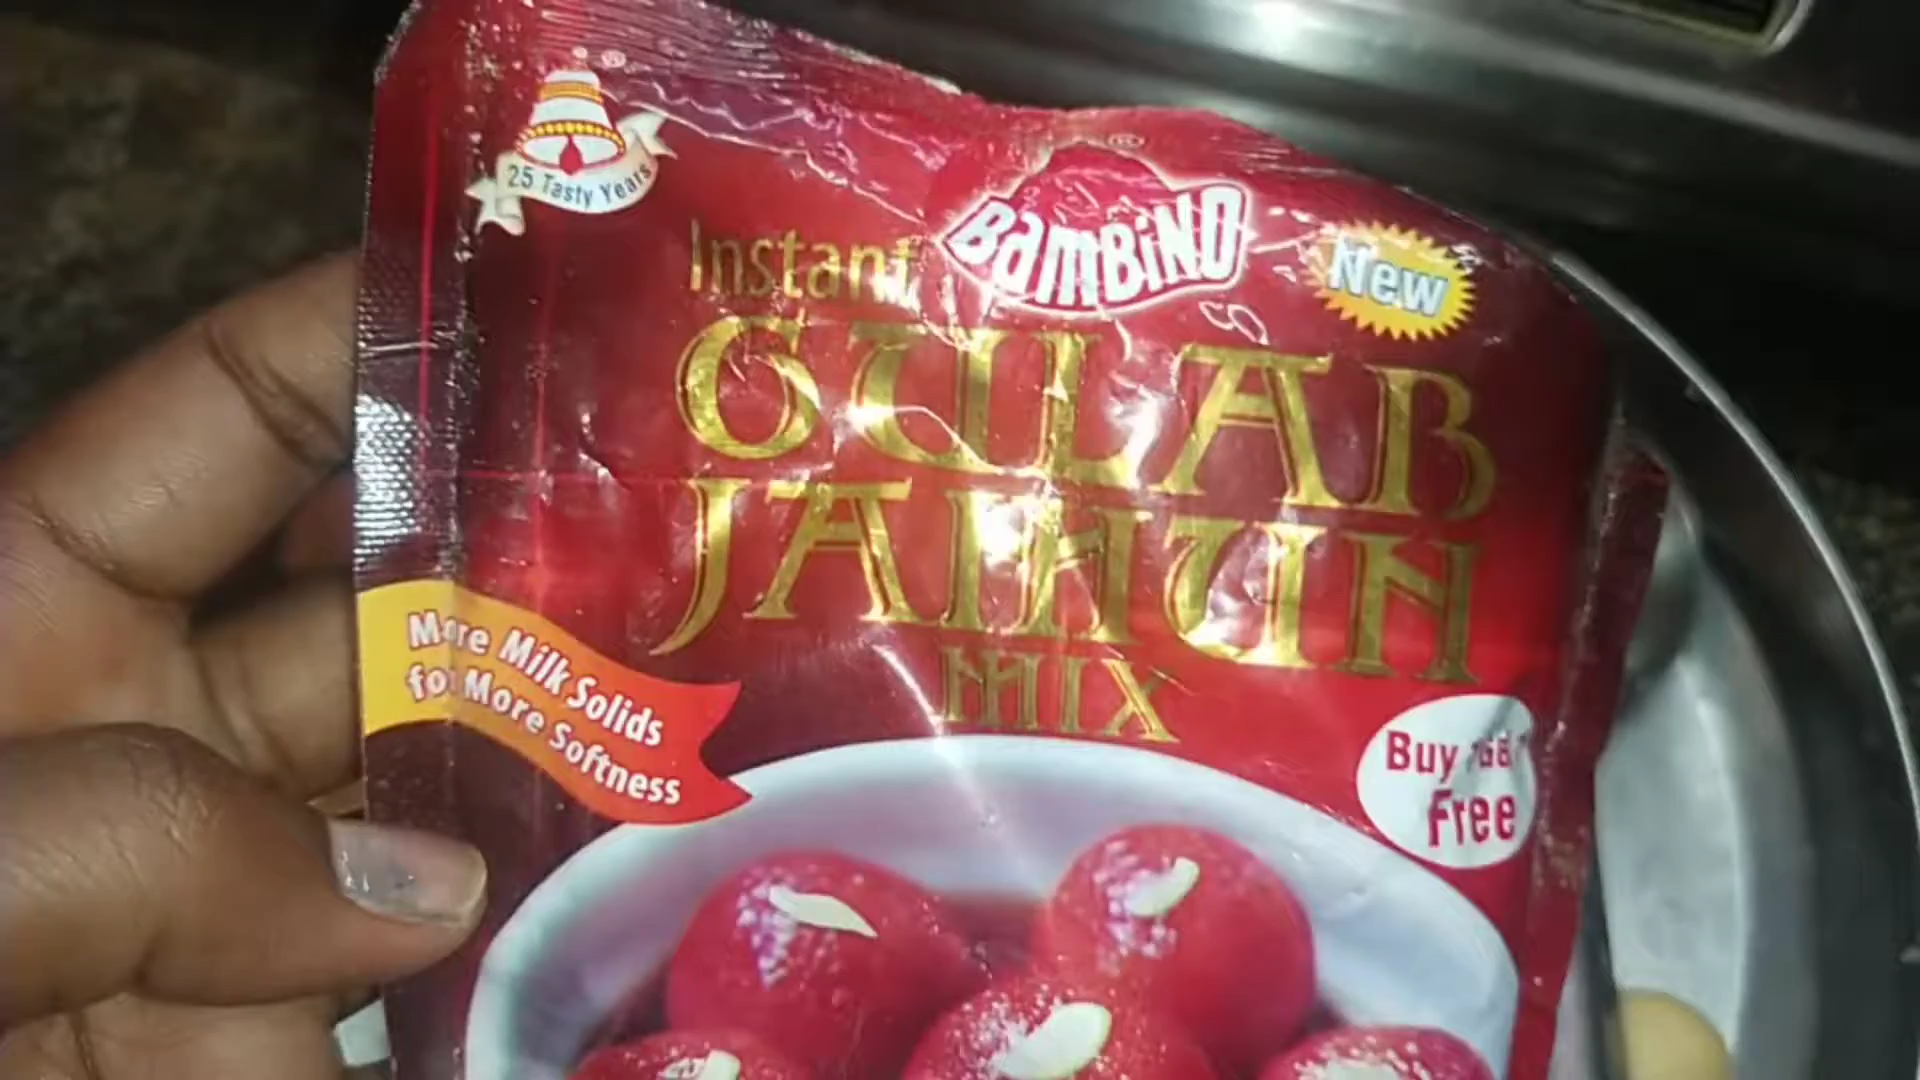 25 Tasty Years
Instant
BAMBINO
New
GULAB
JAMUN
MIX
More Milk Solids
for More Softness
Buy
Free